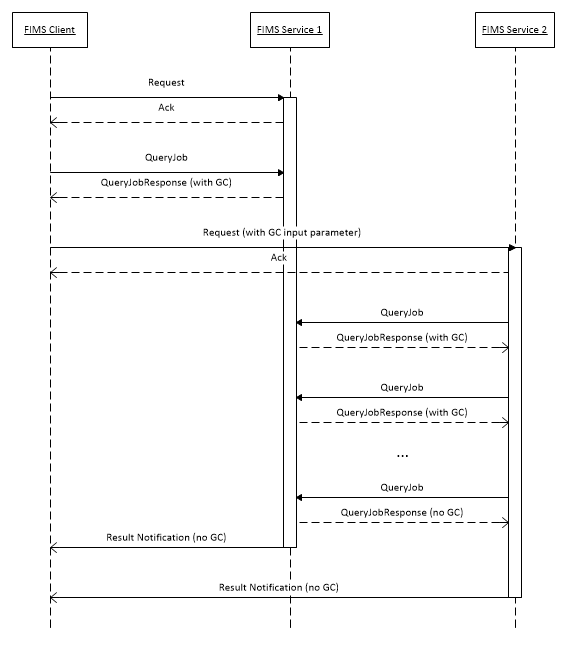 FIMS Client
FIMS Service 1
FIMS Service 2
Request
Ack
QueryJob
QueryJobResponse (with GC)
Request (with GC input parameter)
Ack
QueryJob
QueryJobResponse (with GC)
QueryJob
QueryJobResponse (with GC)
...
QueryJob
QueryJobResponse (no GC)
Result Notification (no GC)
Result Notification (no GC)